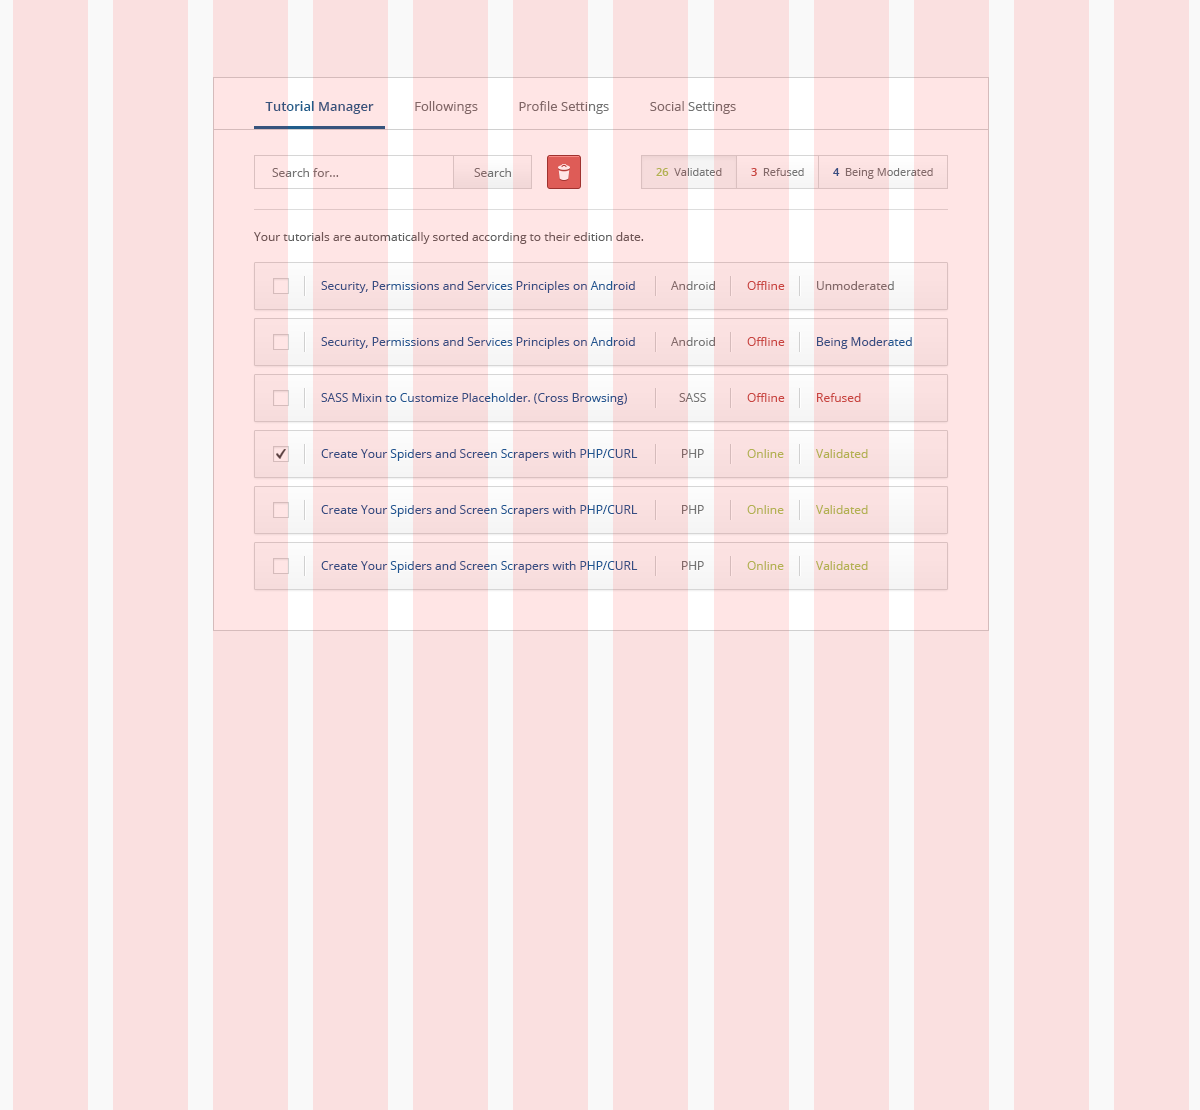 Tutorial Manager Followings Profile Settings Social Settings
Search for... Search 26 Validated 3 Refused 4 Being Moderated
Your tutorials are automatically sorted according to their edition date.
Security, Permissions and Services Principles on Android Android Offline Unmoderated
Security, Permissions and Services Principles on Android Android Offline Being Moderated
SASS Mixin to Customize Placeholder. (Cross Browsing) SASS Offline Refused
Create Your Spiders and Screen Scrapers with PHP/CURL PHP Online Validated
Create Your Spiders and Screen Scrapers with PHP/CURL PHP Online Validated
Create Your Spiders and Screen Scrapers with PHP/CURL PHP Online Validated